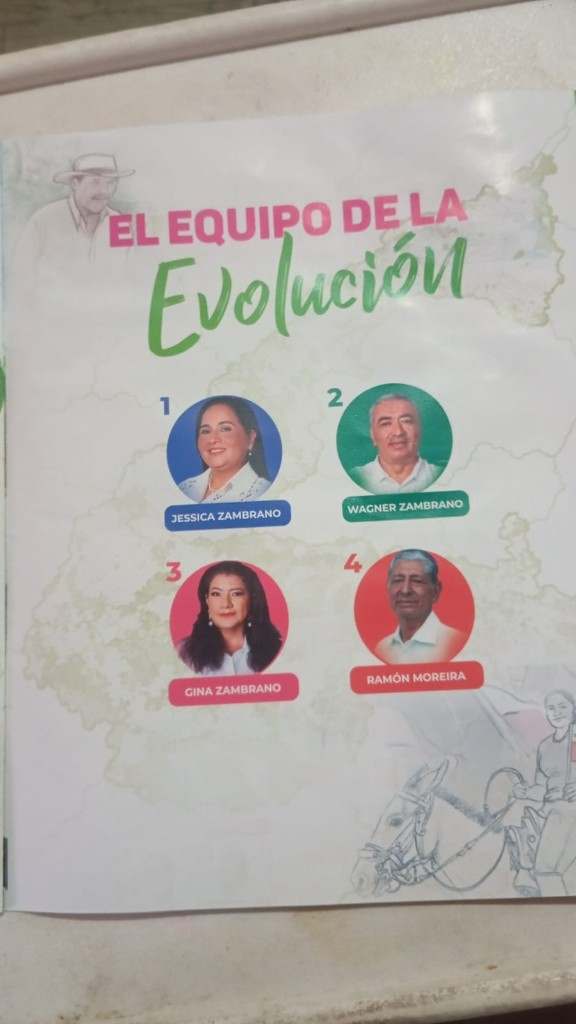 EL EQUIPO DE LA
Evolución
1
2
JESSICA ZAMBRANO
WAGNER ZAMBRANO
3
4
GINA ZAMBRANO
RAMÓN MOREIRA